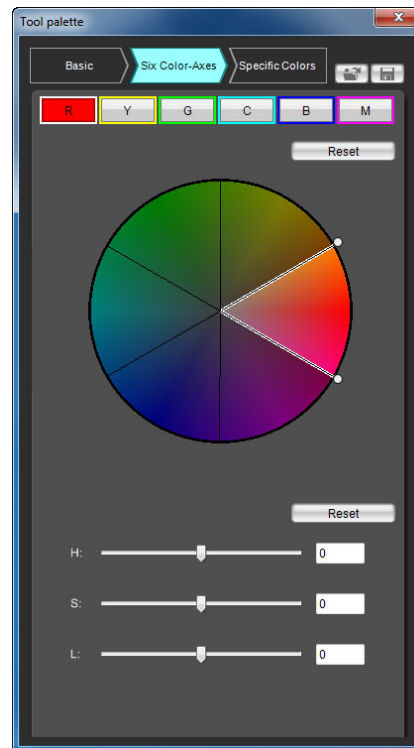 Tool palette
Basic Six Color-Axes Specific Colors
R Y G C B M
Reset
Reset
H: 0
S: 0
L: 0